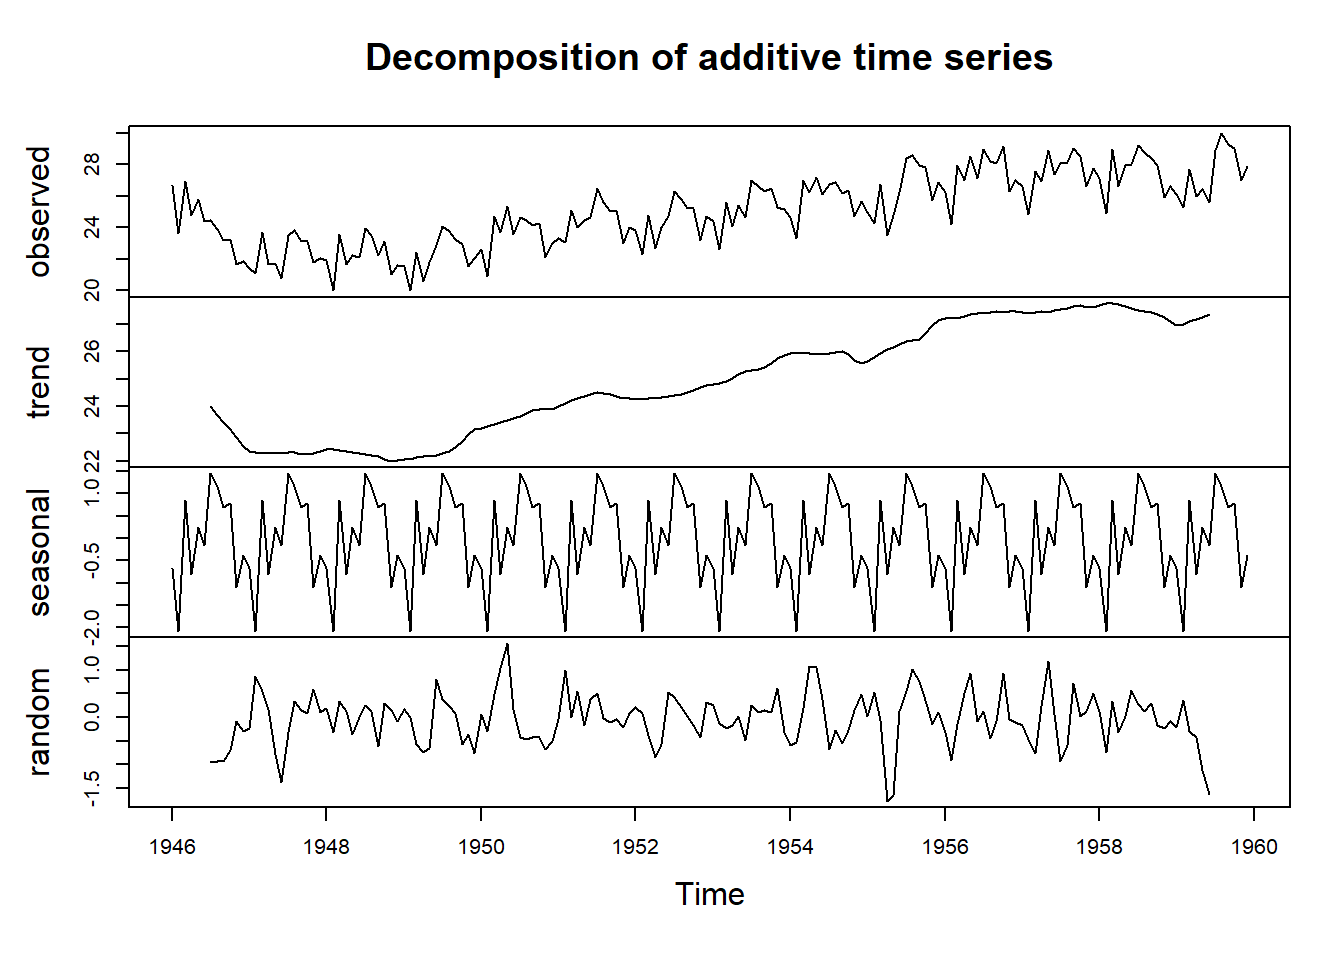 Decomposition of additive time series
observed
20 24 28
trend
22 24 26
seasonal
-2.0 -0.5 1.0
random
-1.5 0.0 1.0
1946 1948 1950 1952 1954 1956 1958 1960
Time